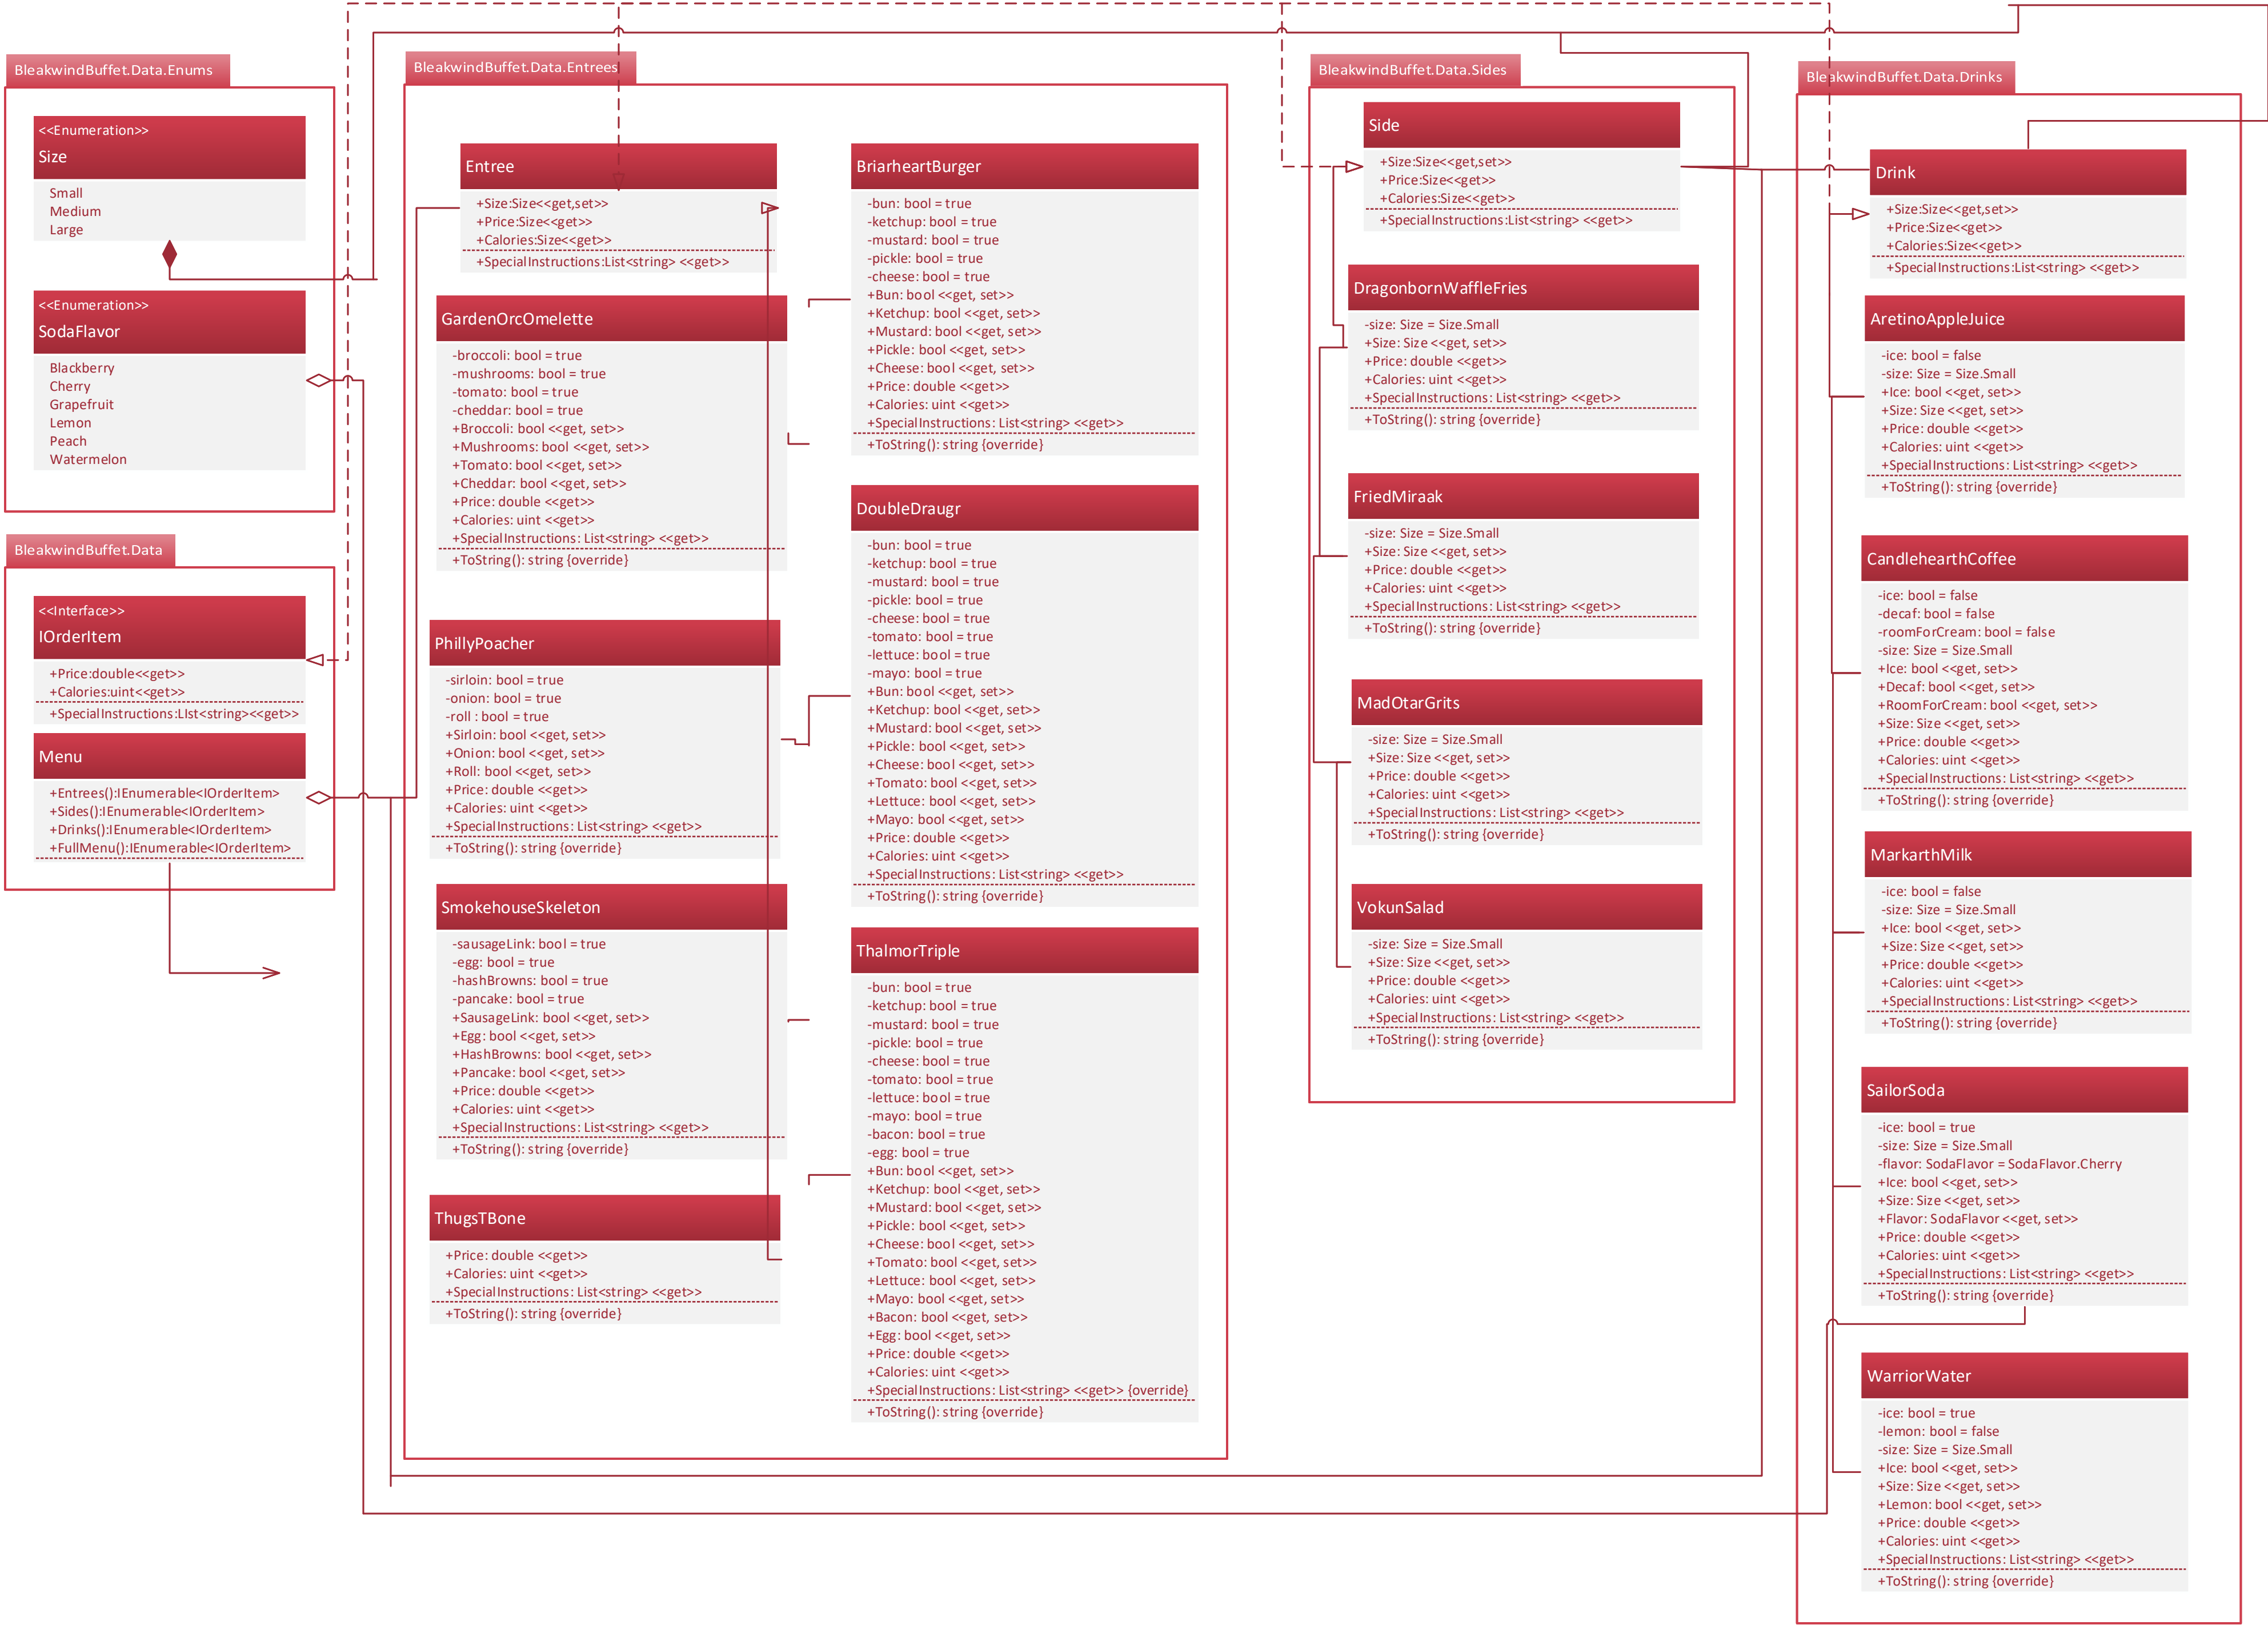 BleakwindBuffet.Data.Enums
<<Enumeration>>
Size
Small
Medium
Large
<<Enumeration>>
SodaFlavor
Blackberry
Cherry
Grapefruit
Lemon
Peach
Watermelon
BleakwindBuffet.Data
<<Interface>>
IOrderItem
+Price:double<<get>>
+Calories:uint<<get>>
+SpecialInstructions:LIst<string><<get>>
Menu
+Entrees():IEnumerable<IOrderItem>
+Sides():IEnumerable<IOrderItem>
+Drinks():IEnumerable<IOrderItem>
+FullMenu():IEnumerable<IOrderItem>
BleakwindBuffet.Data.Entrees
Entree
+Size:Size<<get,set>>
+Price:Size<<get>>
+Calories:Size<<get>>
+SpecialInstructions:List<string> <<get>>
GardenOrcOmelette
-broccoli: bool = true
-mushrooms: bool = true
-tomato: bool = true
-cheddar: bool = true
+Broccoli: bool <<get, set>>
+Mushrooms: bool <<get, set>>
+Tomato: bool <<get, set>>
+Cheddar: bool <<get, set>>
+Price: double <<get>>
+Calories: uint <<get>>
+SpecialInstructions: List<string> <<get>>
+ToString(): string {override}
PhillyPoacher
-sirloin: bool = true
-onion: bool = true
-roll : bool = true
+Sirloin: bool <<get, set>>
+Onion: bool <<get, set>>
+Roll: bool <<get, set>>
+Price: double <<get>>
+Calories: uint <<get>>
+SpecialInstructions: List<string> <<get>>
+ToString(): string {override}
SmokehouseSkeleton
-sausageLink: bool = true
-egg: bool = true
-hashBrowns: bool = true
-pancake: bool = true
+SausageLink: bool <<get, set>>
+Egg: bool <<get, set>>
+HashBrowns: bool <<get, set>>
+Pancake: bool <<get, set>>
+Price: double <<get>>
+Calories: uint <<get>>
+SpecialInstructions: List<string> <<get>>
+ToString(): string {override}
ThugsTBone
+Price: double <<get>>
+Calories: uint <<get>>
+SpecialInstructions: List<string> <<get>>
+ToString(): string {override}
BriarheartBurger
-bun: bool = true
-ketchup: bool = true
-mustard: bool = true
-pickle: bool = true
-cheese: bool = true
+Bun: bool <<get, set>>
+Ketchup: bool <<get, set>>
+Mustard: bool <<get, set>>
+Pickle: bool <<get, set>>
+Cheese: bool <<get, set>>
+Price: double <<get>>
+Calories: uint <<get>>
+SpecialInstructions: List<string> <<get>>
+ToString(): string {override}
DoubleDraugr
-bun: bool = true
-ketchup: bool = true
-mustard: bool = true
-pickle: bool = true
-cheese: bool = true
-tomato: bool = true
-lettuce: bool = true
-mayo: bool = true
+Bun: bool <<get, set>>
+Ketchup: bool <<get, set>>
+Mustard: bool <<get, set>>
+Pickle: bool <<get, set>>
+Cheese: bool <<get, set>>
+Tomato: bool <<get, set>>
+Lettuce: bool <<get, set>>
+Mayo: bool <<get, set>>
+Price: double <<get>>
+Calories: uint <<get>>
+SpecialInstructions: List<string> <<get>>
+ToString(): string {override}
ThalmorTriple
-bun: bool = true
-ketchup: bool = true
-mustard: bool = true
-pickle: bool = true
-cheese: bool = true
-tomato: bool = true
-lettuce: bool = true
-mayo: bool = true
-bacon: bool = true
-egg: bool = true
+Bun: bool <<get, set>>
+Ketchup: bool <<get, set>>
+Mustard: bool <<get, set>>
+Pickle: bool <<get, set>>
+Cheese: bool <<get, set>>
+Tomato: bool <<get, set>>
+Lettuce: bool <<get, set>>
+Mayo: bool <<get, set>>
+Bacon: bool <<get, set>>
+Egg: bool <<get, set>>
+Price: double <<get>>
+Calories: uint <<get>>
+SpecialInstructions: List<string> <<get>> {override}
+ToString(): string {override}
BleakwindBuffet.Data.Sides
Side
+Size:Size<<get,set>>
+Price:Size<<get>>
+Calories:Size<<get>>
+SpecialInstructions:List<string> <<get>>
DragonbornWaffleFries
-size: Size = Size.Small
+Size: Size <<get, set>>
+Price: double <<get>>
+Calories: uint <<get>>
+SpecialInstructions: List<string> <<get>>
+ToString(): string {override}
FriedMiraak
-size: Size = Size.Small
+Size: Size <<get, set>>
+Price: double <<get>>
+Calories: uint <<get>>
+SpecialInstructions: List<string> <<get>>
+ToString(): string {override}
MadOtarGrits
-size: Size = Size.Small
+Size: Size <<get, set>>
+Price: double <<get>>
+Calories: uint <<get>>
+SpecialInstructions: List<string> <<get>>
+ToString(): string {override}
VokunSalad
-size: Size = Size.Small
+Size: Size <<get, set>>
+Price: double <<get>>
+Calories: uint <<get>>
+SpecialInstructions: List<string> <<get>>
+ToString(): string {override}
BleakwindBuffet.Data.Drinks
Drink
+Size:Size<<get,set>>
+Price:Size<<get>>
+Calories:Size<<get>>
+SpecialInstructions:List<string> <<get>>
AretinoAppleJuice
-ice: bool = false
-size: Size = Size.Small
+Ice: bool <<get, set>>
+Size: Size <<get, set>>
+Price: double <<get>>
+Calories: uint <<get>>
+SpecialInstructions: List<string> <<get>>
+ToString(): string {override}
CandlehearthCoffee
-ice: bool = false
-decaf: bool = false
-roomForCream: bool = false
-size: Size = Size.Small
+Ice: bool <<get, set>>
+Decaf: bool <<get, set>>
+RoomForCream: bool <<get, set>>
+Size: Size <<get, set>>
+Price: double <<get>>
+Calories: uint <<get>>
+SpecialInstructions: List<string> <<get>>
+ToString(): string {override}
MarkarthMilk
-ice: bool = false
-size: Size = Size.Small
+Ice: bool <<get, set>>
+Size: Size <<get, set>>
+Price: double <<get>>
+Calories: uint <<get>>
+SpecialInstructions: List<string> <<get>>
+ToString(): string {override}
SailorSoda
-ice: bool = true
-size: Size = Size.Small
-flavor: SodaFlavor = SodaFlavor.Cherry
+Ice: bool <<get, set>>
+Size: Size <<get, set>>
+Flavor: SodaFlavor <<get, set>>
+Price: double <<get>>
+Calories: uint <<get>>
+SpecialInstructions: List<string> <<get>>
+ToString(): string {override}
WarriorWater
-ice: bool = true
-lemon: bool = false
-size: Size = Size.Small
+Ice: bool <<get, set>>
+Size: Size <<get, set>>
+Lemon: bool <<get, set>>
+Price: double <<get>>
+Calories: uint <<get>>
+SpecialInstructions: List<string> <<get>>
+ToString(): string {override}